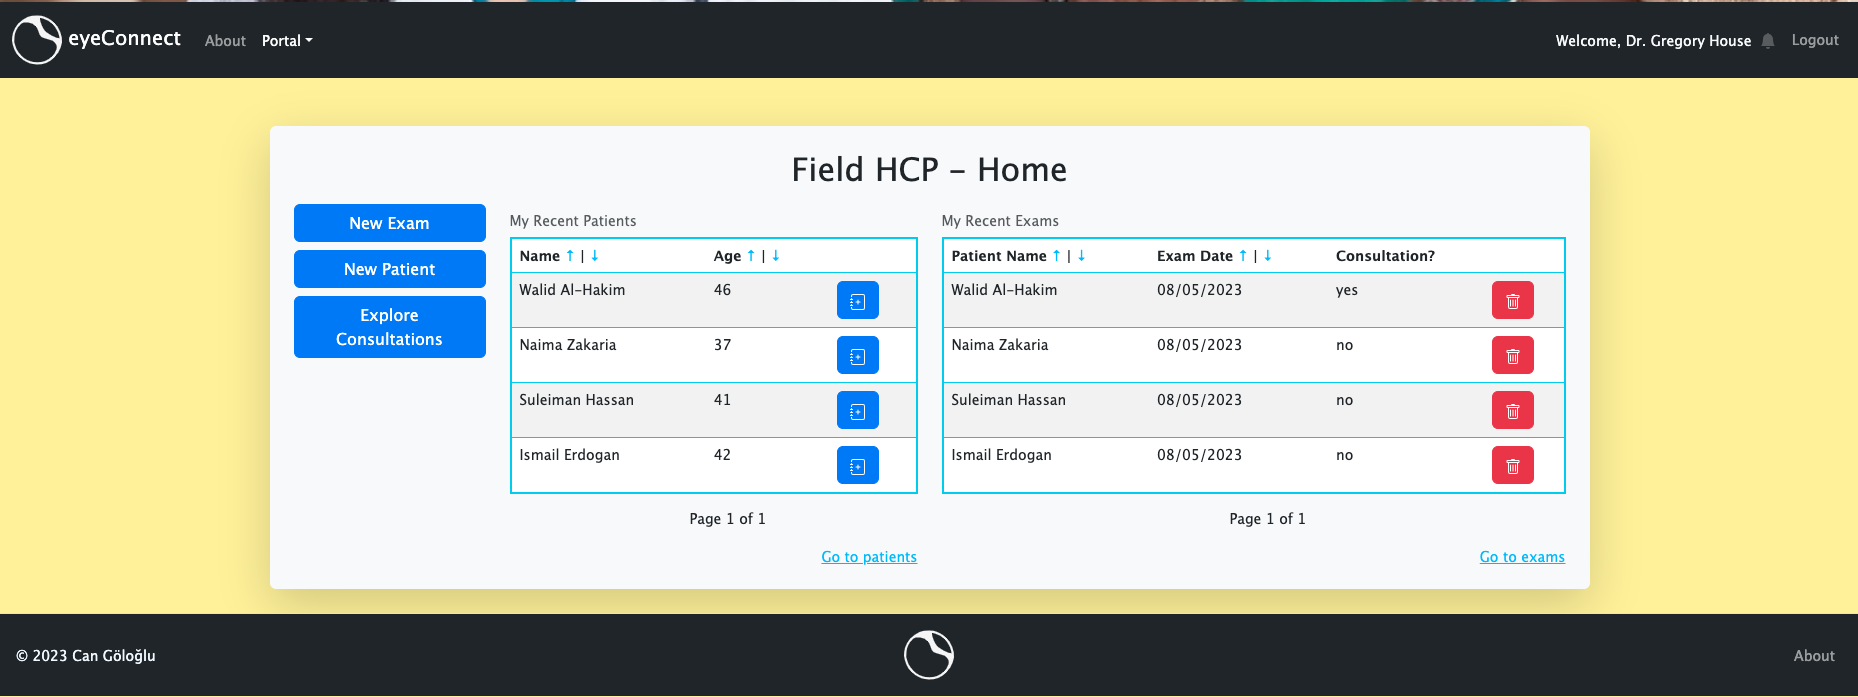 eyeConnect About Portal Welcome, Dr. Gregory House Logout
Field HCP – Home
New Exam
New Patient
Explore
Consultations
My Recent Patients
Name ↑ | ↓ Age ↑ | ↓
Walid Al-Hakim 46
Naima Zakaria 37
Suleiman Hassan 41
Ismail Erdogan 42
Page 1 of 1
Go to patients
My Recent Exams
Patient Name ↑ | ↓ Exam Date ↑ | ↓ Consultation?
Walid Al-Hakim 08/05/2023 yes
Naima Zakaria 08/05/2023 no
Suleiman Hassan 08/05/2023 no
Ismail Erdogan 08/05/2023 no
Page 1 of 1
Go to exams
© 2023 Can Göloğlu About